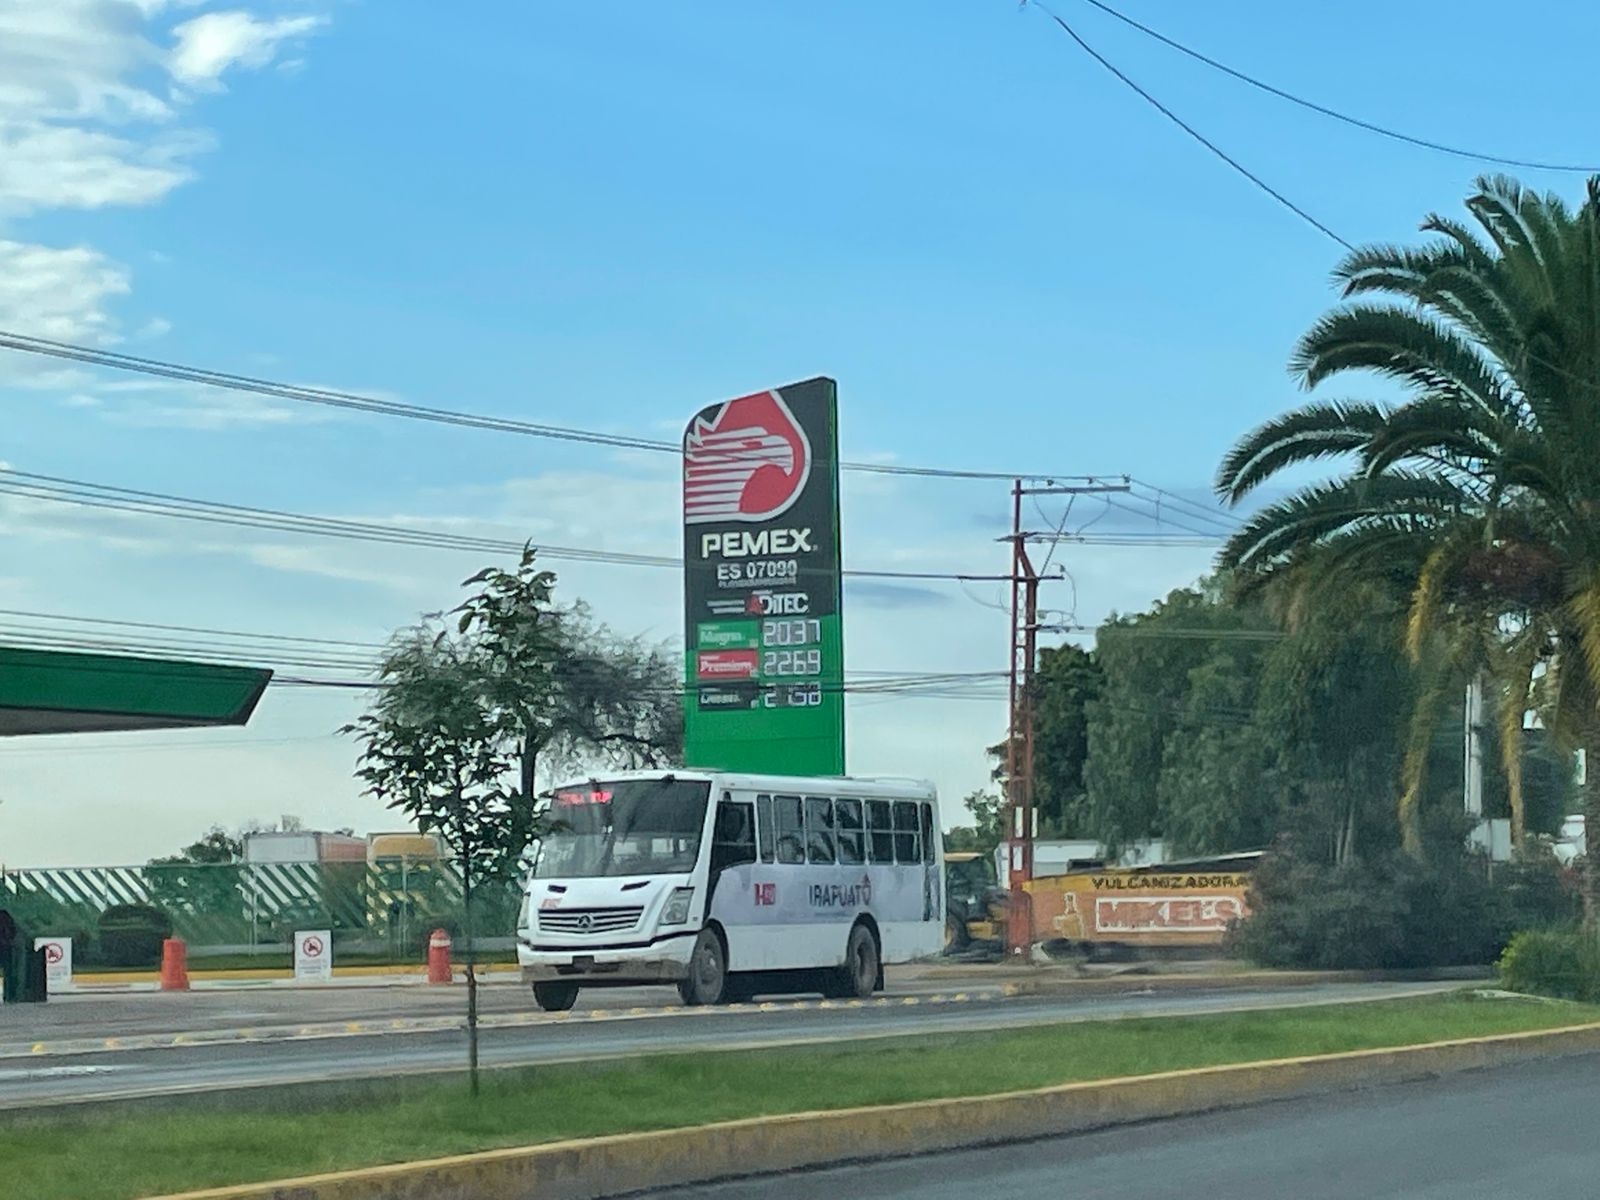 PEMEX
ES 07090
ADITEC
Magna 20.37
Premium 22.69
Diesel
IRAPUATO
VULCANIZADORA
MIKEL'S